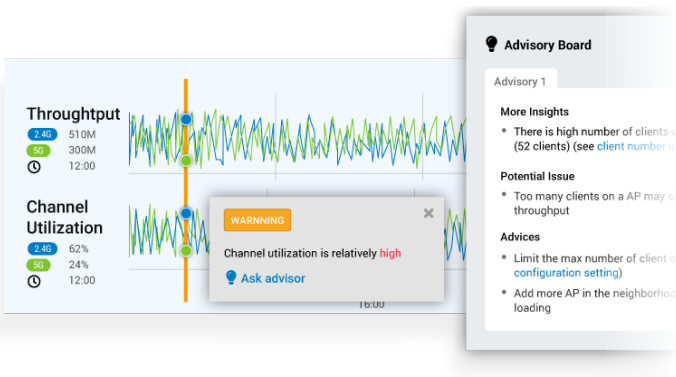 Throughtput
2.4G 510M
5G 300M
12:00
Channel
Utilization
2.4G 62%
5G 24%
12:00
WARNNING
Channel utilization is relatively high
Ask advisor
16:00
Advisory Board
Advisory 1
More Insights
There is high number of clients
(52 clients) (see client number
Potential Issue
Too many clients on a AP may
throughput
Advices
Limit the max number of client
configuration setting)
Add more AP in the
loading